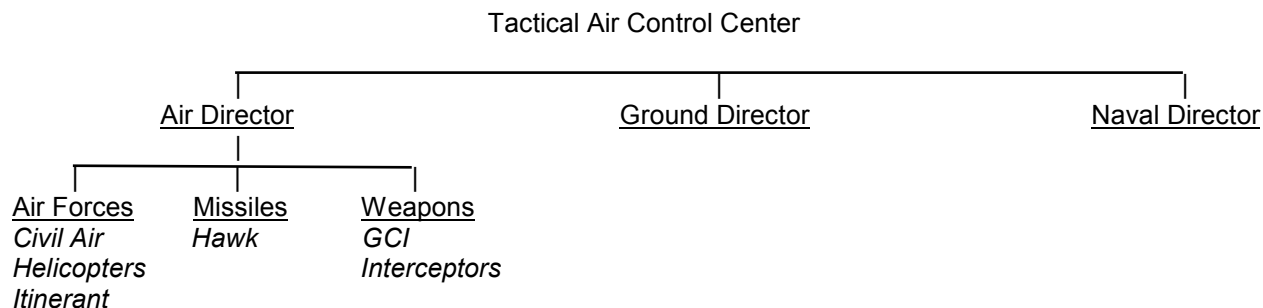 Tactical Air Control Center
Air Director Ground Director Naval Director
Air Forces Missiles Weapons
Civil Air Hawk GCI
Helicopters Interceptors
Itinerant